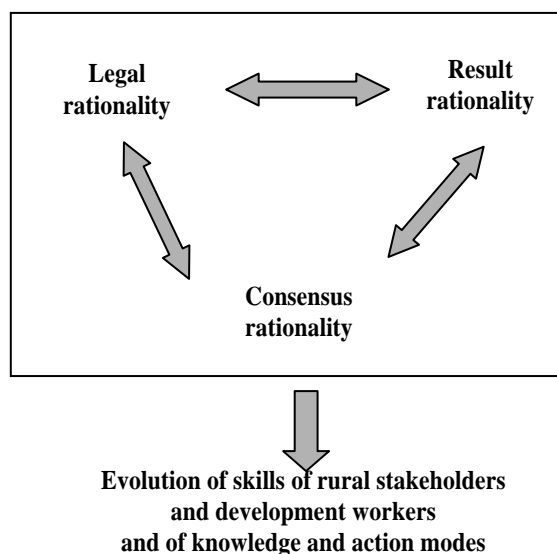 Legal
rationality
Result
rationality
Consensus
rationality
Evolution of skills of rural stakeholders
and development workers
and of knowledge and action modes